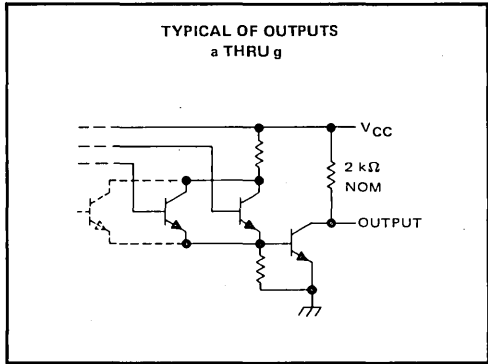 TYPICAL OF OUTPUTS
a THRU g
VCC
2 kΩ
NOM
OUTPUT